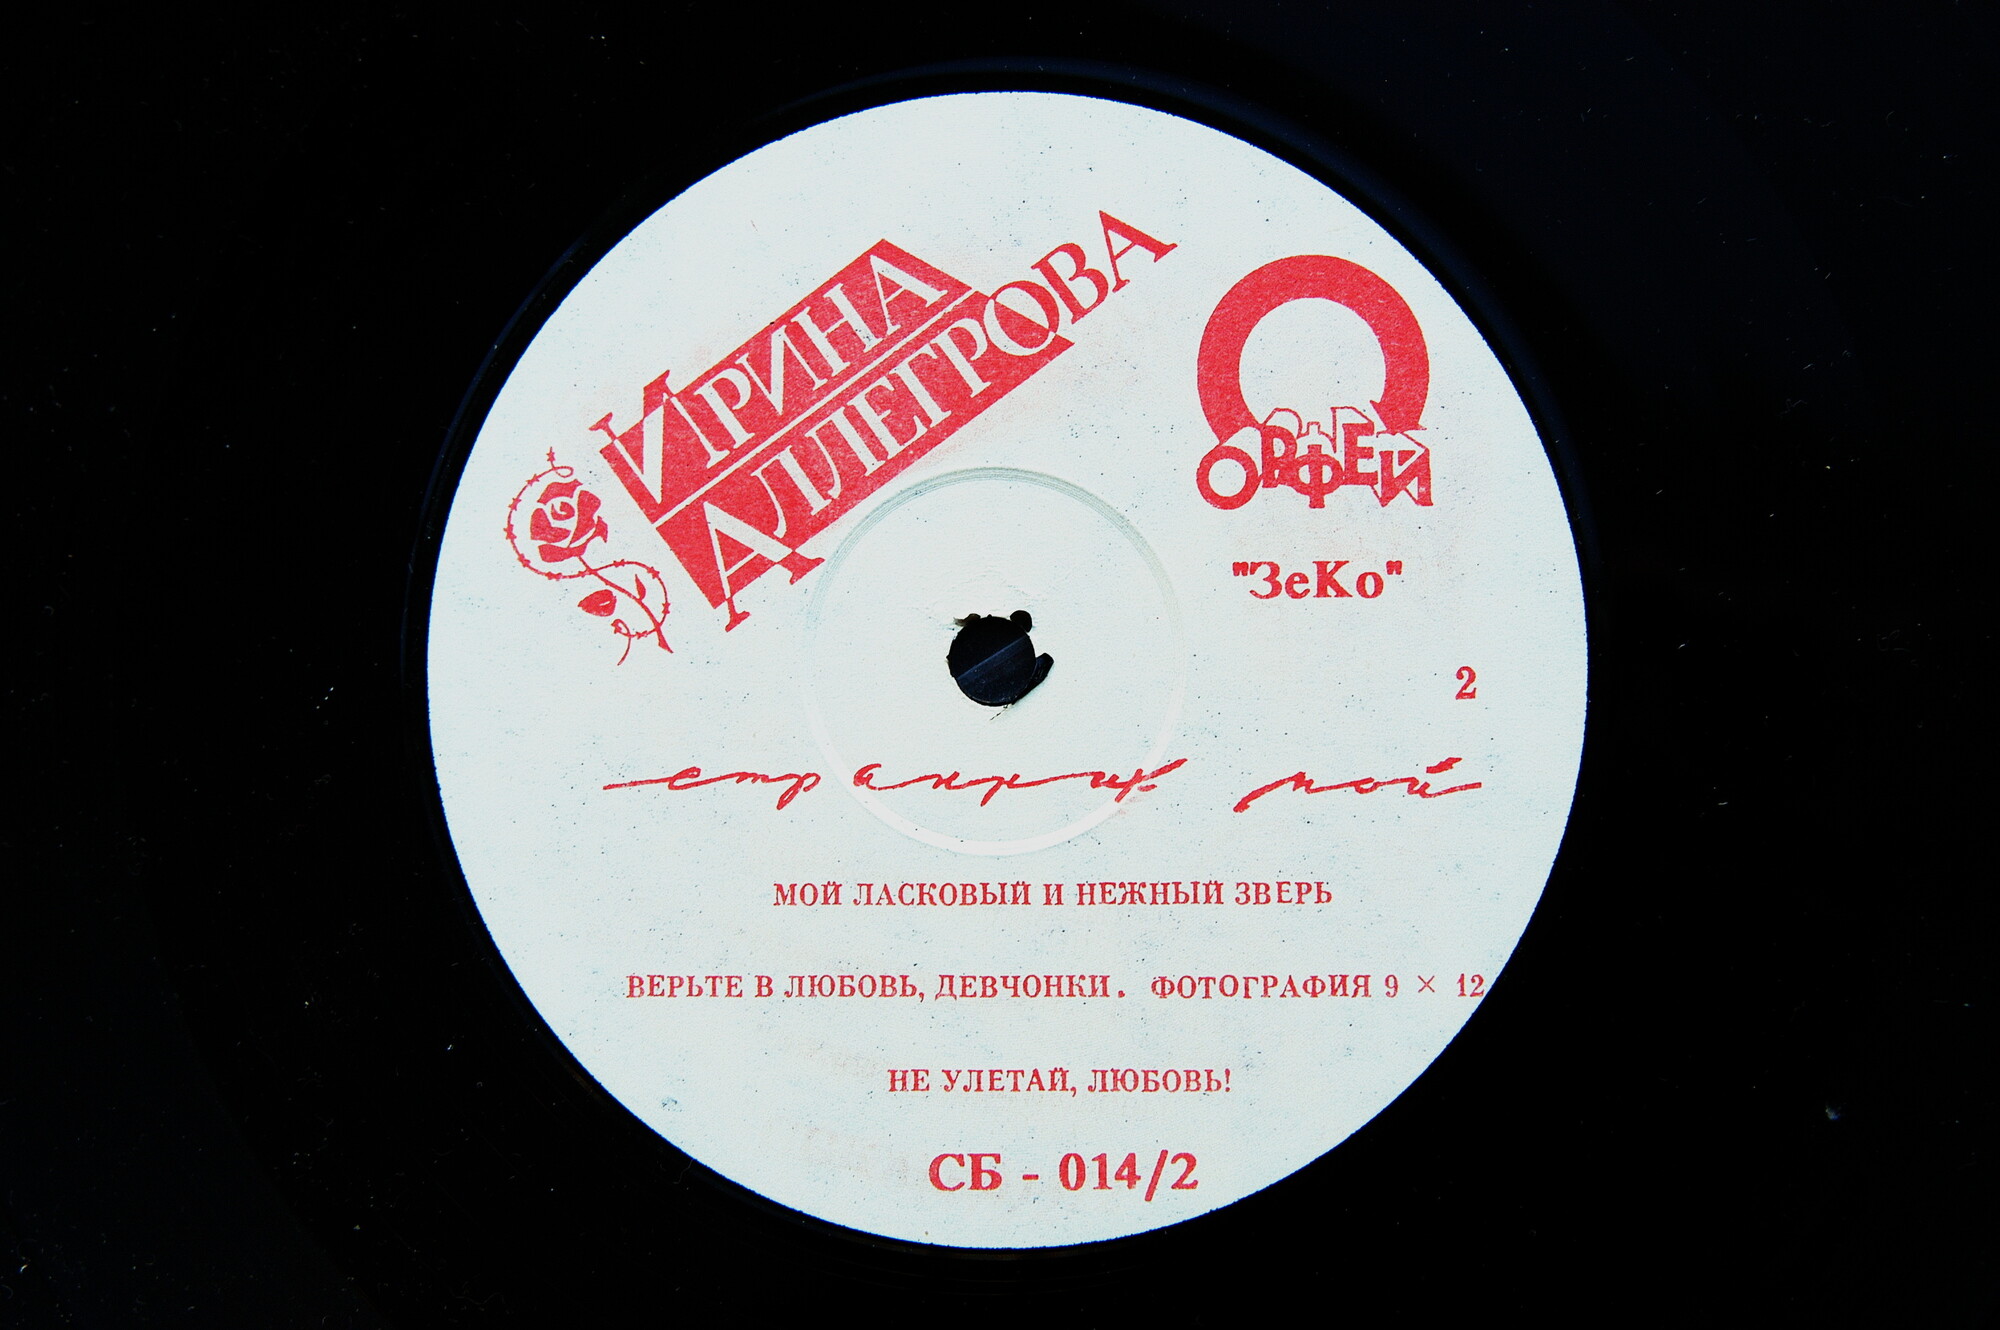 ИРИНА
АЛЛЕГРОВА
ОРФЕЙ
"ЗеКо"
2
странник мой
МОЙ ЛАСКОВЫЙ И НЕЖНЫЙ ЗВЕРЬ
ВЕРЬТЕ В ЛЮБОВЬ, ДЕВЧОНКИ. ФОТОГРАФИЯ 9 × 12
НЕ УЛЕТАЙ, ЛЮБОВЬ!
СБ - 014/2